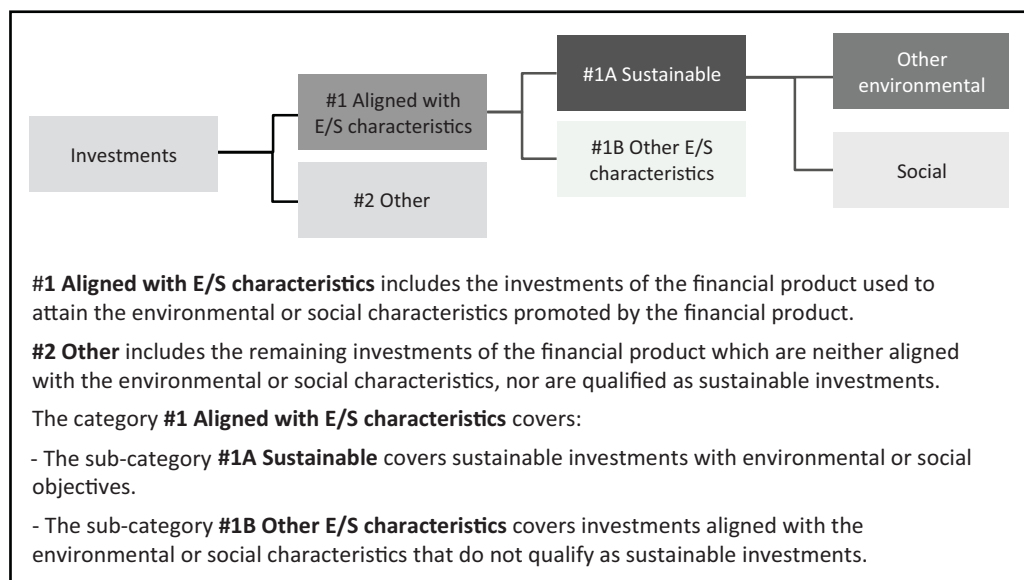 Investments
#1 Aligned with
E/S characteristics
#2 Other
#1A Sustainable
#1B Other E/S
characteristics
Other
environmental
Social
#1 Aligned with E/S characteristics includes the investments of the financial product used to
attain the environmental or social characteristics promoted by the financial product.
#2 Other includes the remaining investments of the financial product which are neither aligned
with the environmental or social characteristics, nor are qualified as sustainable investments.
The category #1 Aligned with E/S characteristics covers:
- The sub-category #1A Sustainable covers sustainable investments with environmental or social
objectives.
- The sub-category #1B Other E/S characteristics covers investments aligned with the
environmental or social characteristics that do not qualify as sustainable investments.